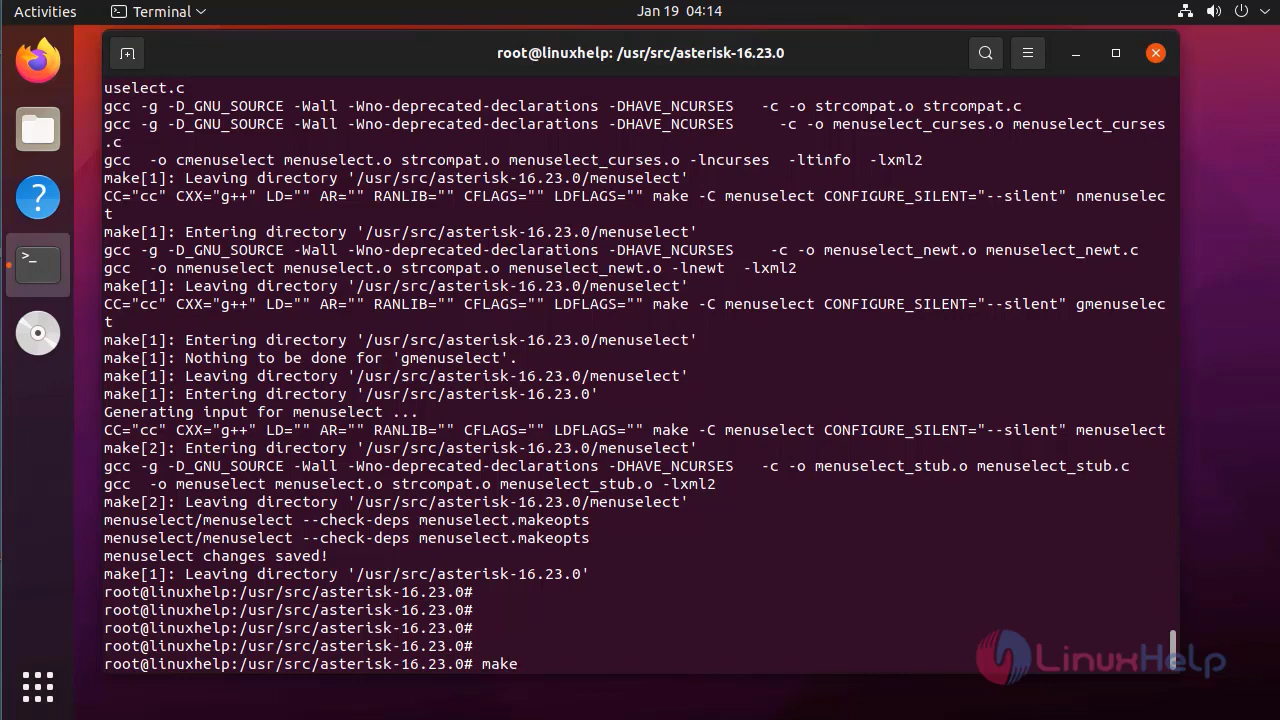 Activities
Terminal
Jan 19 04:14
root@linuxhelp: /usr/src/asterisk-16.23.0
uselect.c
gcc -g -D_GNU_SOURCE -Wall -Wno-deprecated-declarations -DHAVE_NCURSES   -c -o strcompat.o strcompat.c
gcc -g -D_GNU_SOURCE -Wall -Wno-deprecated-declarations -DHAVE_NCURSES     -c -o menuselect_curses.o menuselect_curses
.c
gcc  -o cmenuselect menuselect.o strcompat.o menuselect_curses.o -lncurses  -ltinfo  -lxml2
make[1]: Leaving directory '/usr/src/asterisk-16.23.0/menuselect'
CC="cc" CXX="g++" LD="" AR="" RANLIB="" CFLAGS="" LDFLAGS="" make -C menuselect CONFIGURE_SILENT="--silent" nmenuselec
t
make[1]: Entering directory '/usr/src/asterisk-16.23.0/menuselect'
gcc -g -D_GNU_SOURCE -Wall -Wno-deprecated-declarations -DHAVE_NCURSES    -c -o menuselect_newt.o menuselect_newt.c
gcc  -o nmenuselect menuselect.o strcompat.o menuselect_newt.o -lnewt  -lxml2
make[1]: Leaving directory '/usr/src/asterisk-16.23.0/menuselect'
CC="cc" CXX="g++" LD="" AR="" RANLIB="" CFLAGS="" LDFLAGS="" make -C menuselect CONFIGURE_SILENT="--silent" gmenuselec
t
make[1]: Entering directory '/usr/src/asterisk-16.23.0/menuselect'
make[1]: Nothing to be done for 'gmenuselect'.
make[1]: Leaving directory '/usr/src/asterisk-16.23.0/menuselect'
make[1]: Entering directory '/usr/src/asterisk-16.23.0'
Generating input for menuselect ...
CC="cc" CXX="g++" LD="" AR="" RANLIB="" CFLAGS="" LDFLAGS="" make -C menuselect CONFIGURE_SILENT="--silent" menuselect
make[2]: Entering directory '/usr/src/asterisk-16.23.0/menuselect'
gcc -g -D_GNU_SOURCE -Wall -Wno-deprecated-declarations -DHAVE_NCURSES   -c -o menuselect_stub.o menuselect_stub.c
gcc  -o menuselect menuselect.o strcompat.o menuselect_stub.o -lxml2
make[2]: Leaving directory '/usr/src/asterisk-16.23.0/menuselect'
menuselect/menuselect --check-deps menuselect.makeopts
menuselect/menuselect --check-deps menuselect.makeopts
menuselect changes saved!
make[1]: Leaving directory '/usr/src/asterisk-16.23.0'
root@linuxhelp:/usr/src/asterisk-16.23.0#
root@linuxhelp:/usr/src/asterisk-16.23.0#
root@linuxhelp:/usr/src/asterisk-16.23.0#
root@linuxhelp:/usr/src/asterisk-16.23.0#
root@linuxhelp:/usr/src/asterisk-16.23.0# make
LinuxHelp